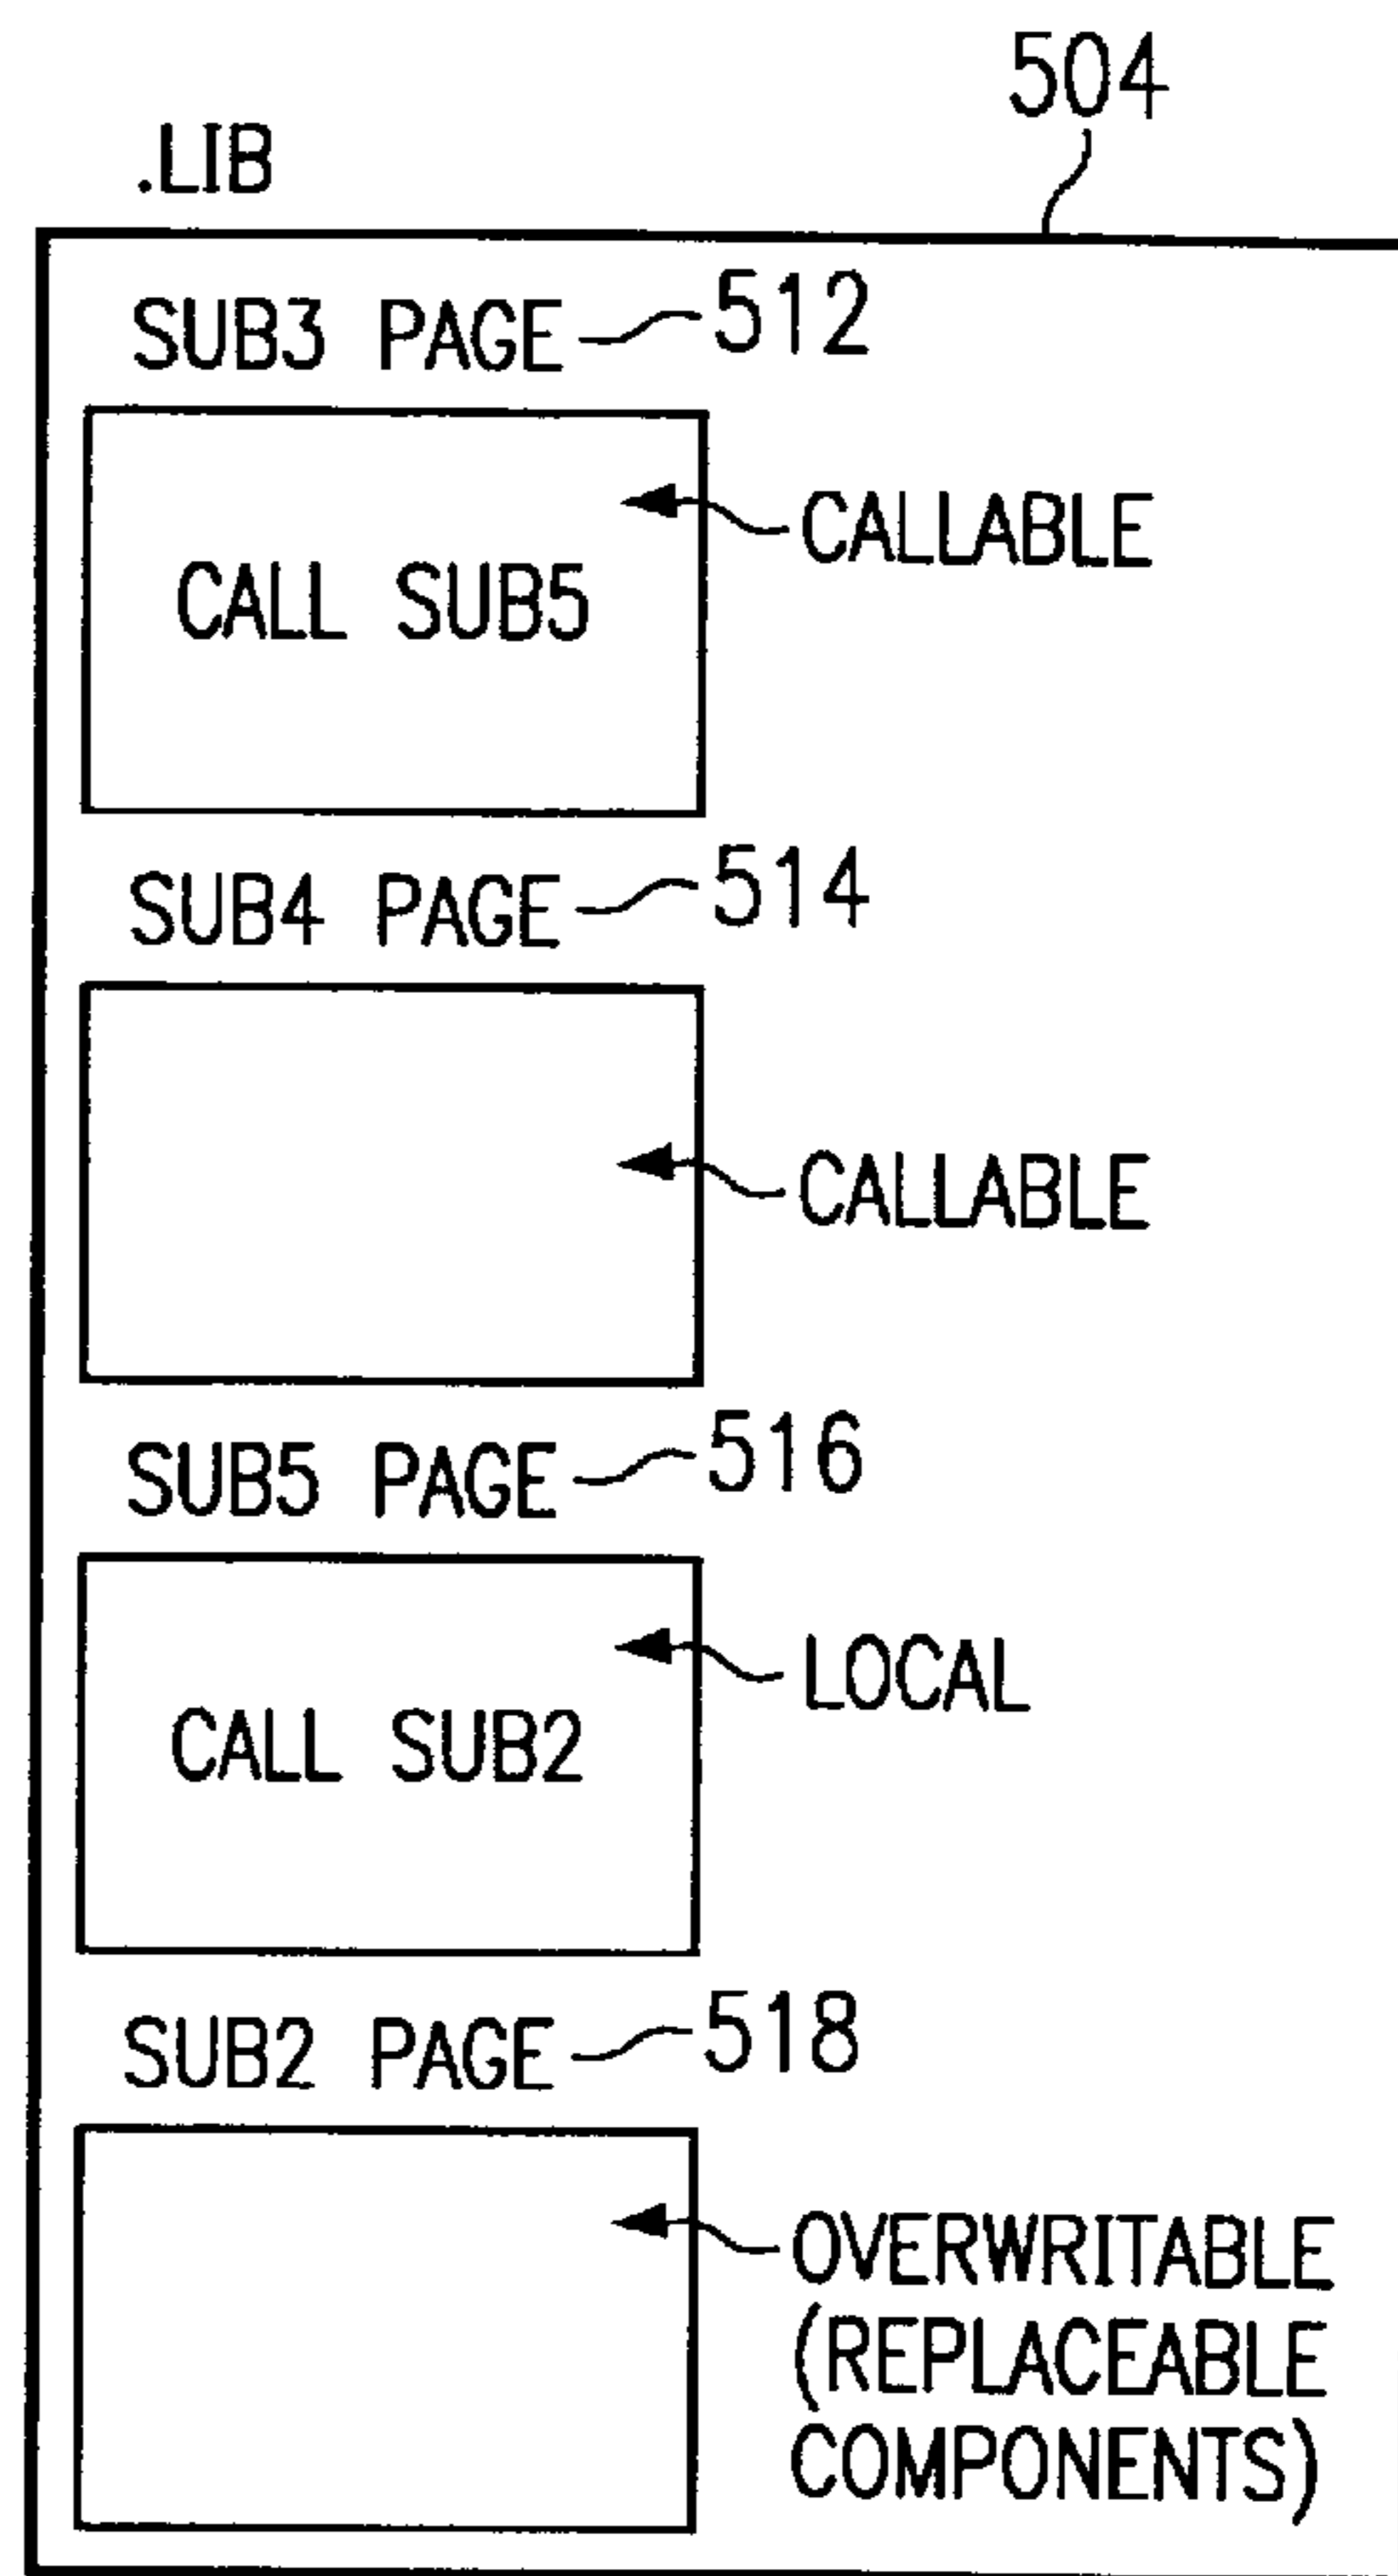 504
.LIB
SUB3 PAGE 512
CALL SUB5
CALLABLE
SUB4 PAGE 514
CALLABLE
SUB5 PAGE 516
LOCAL
CALL SUB2
SUB2 PAGE 518
OVERWRITABLE
(REPLACEABLE
COMPONENTS)